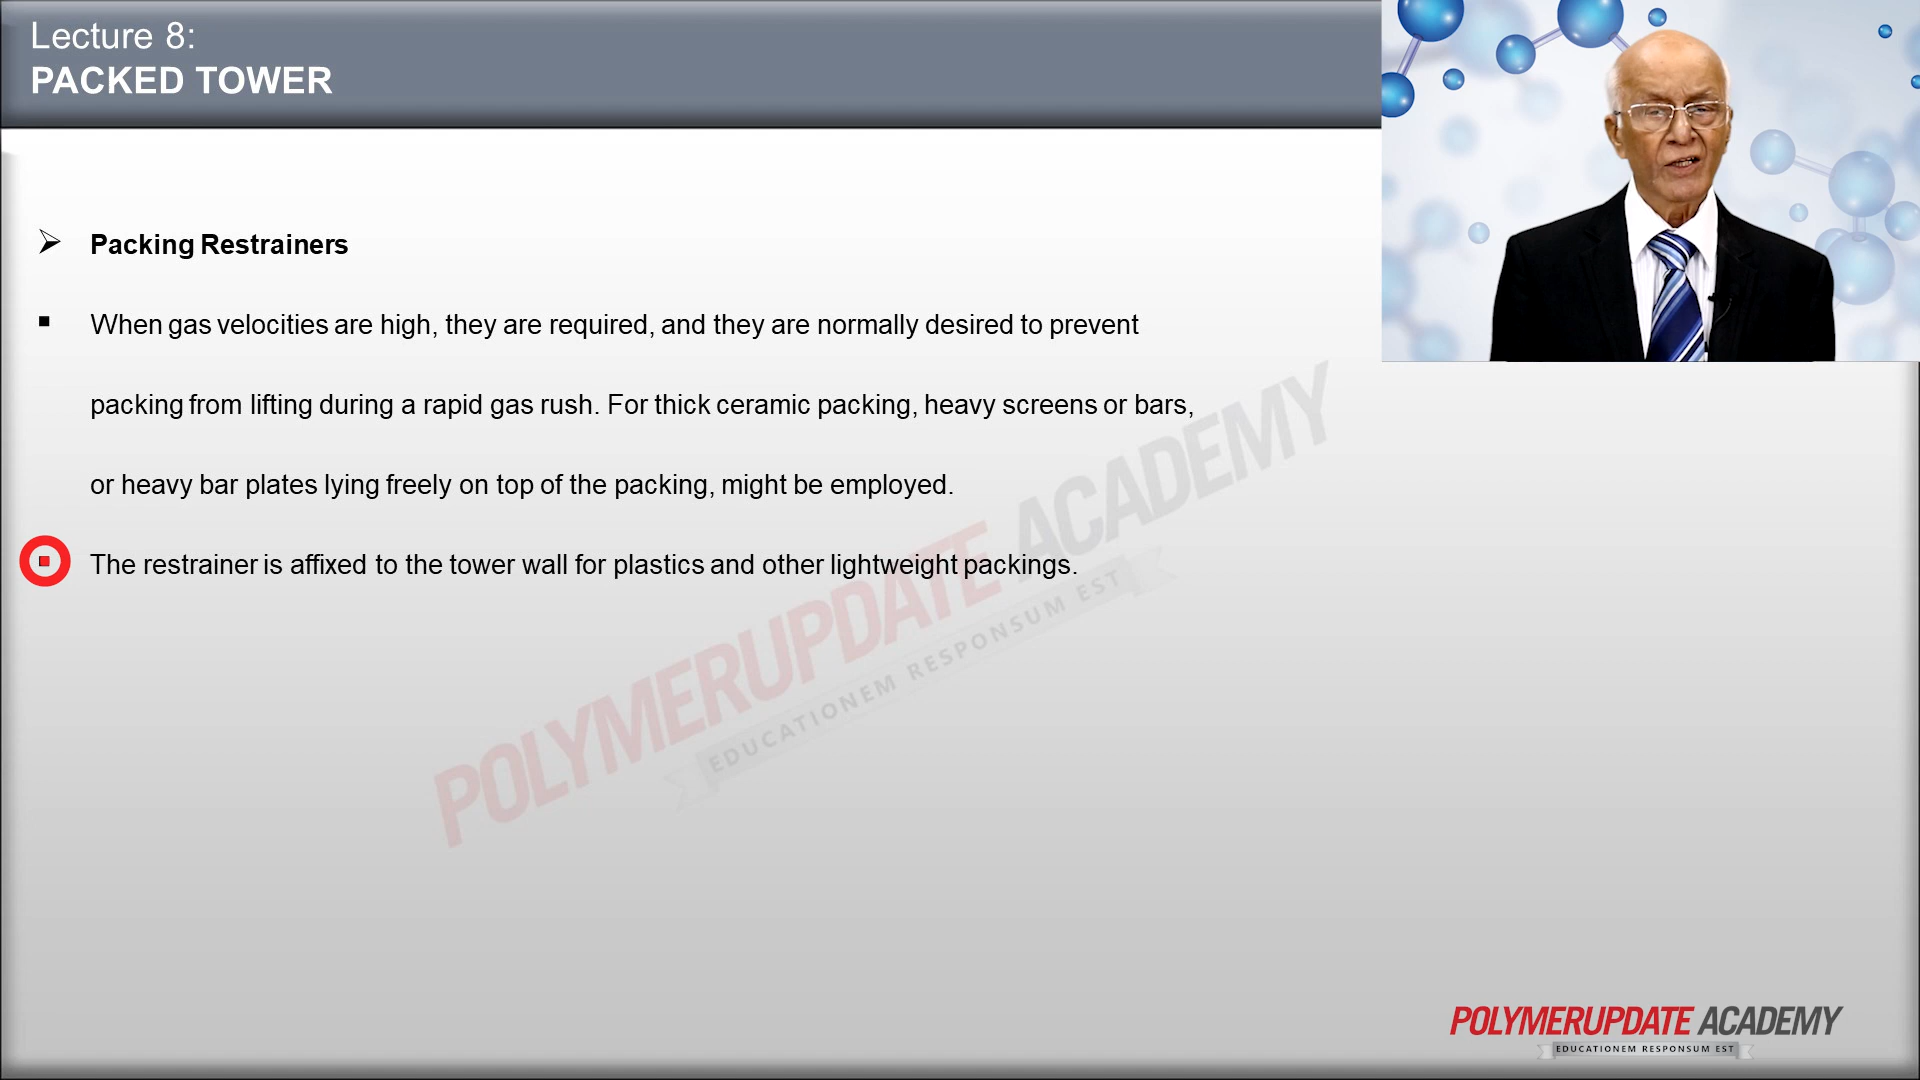 Lecture 8:
PACKED TOWER
Packing Restrainers
When gas velocities are high, they are required, and they are normally desired to prevent
packing from lifting during a rapid gas rush. For thick ceramic packing, heavy screens or bars,
or heavy bar plates lying freely on top of the packing, might be employed.
The restrainer is affixed to the tower wall for plastics and other lightweight packings.
POLYMERUPDATE ACADEMY
EDUCATIONEM RESPONSUM EST
POLYMERUPDATE ACADEMY
EDUCATIONEM RESPONSUM EST